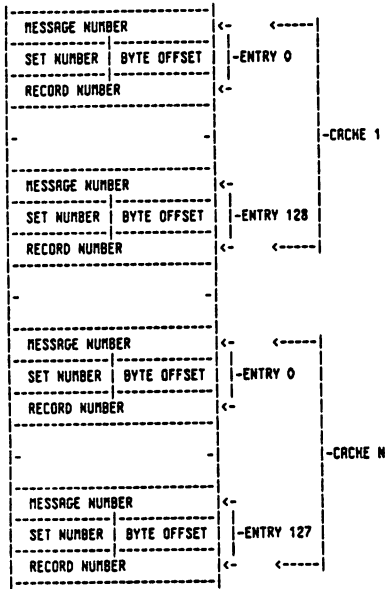 MESSAGE NUMBER <- <-----
SET NUMBER | BYTE OFFSET -ENTRY 0
RECORD NUMBER <-
- - -CACHE 1
MESSAGE NUMBER <-
SET NUMBER | BYTE OFFSET -ENTRY 128
RECORD NUMBER <- <-----
- -
MESSAGE NUMBER <- <-----
SET NUMBER | BYTE OFFSET -ENTRY 0
RECORD NUMBER <-
- - -CACHE N
MESSAGE NUMBER <-
SET NUMBER | BYTE OFFSET -ENTRY 127
RECORD NUMBER <- <-----